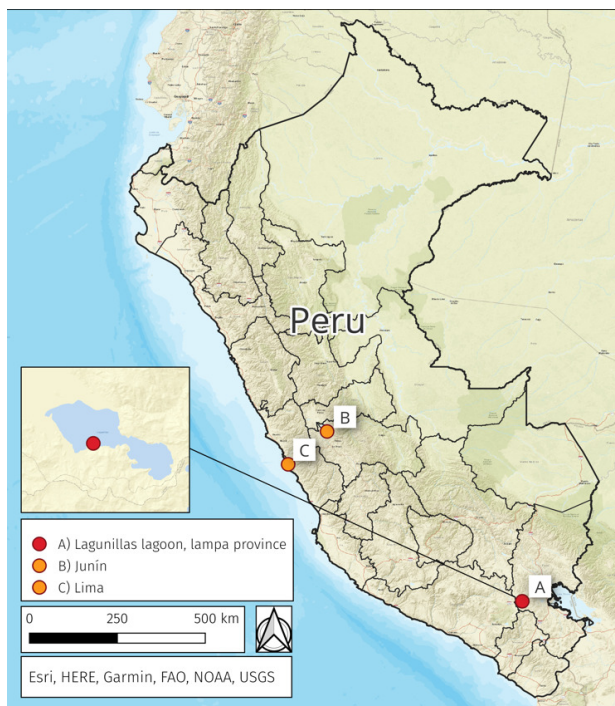 Peru
B
C
A
A) Lagunillas lagoon, lampa province
B) Junín
C) Lima
0 250 500 km
Esri, HERE, Garmin, FAO, NOAA, USGS